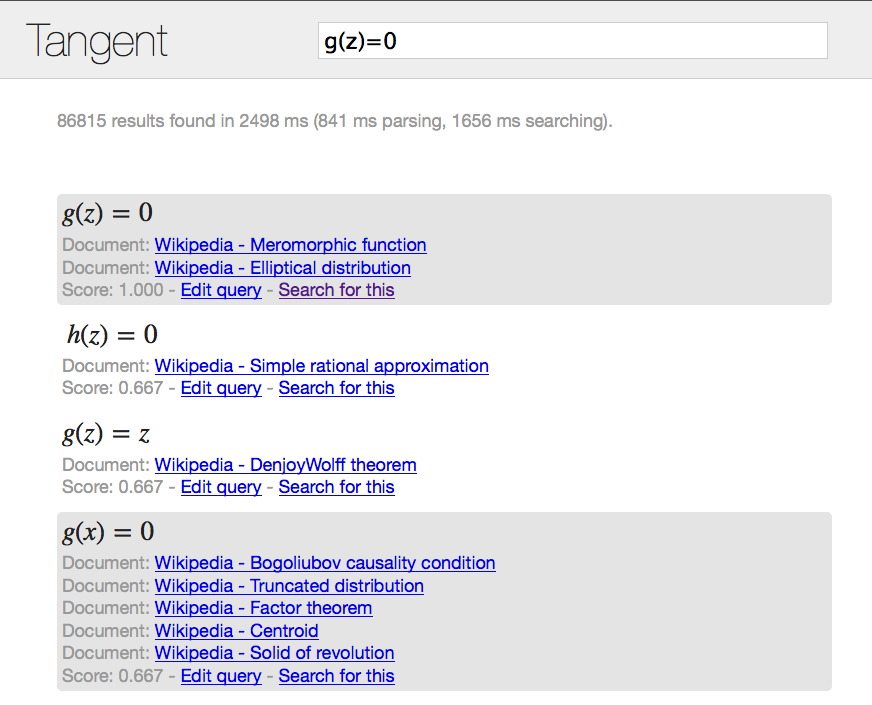 Tangent
g(z)=0
86815 results found in 2498 ms (841 ms parsing, 1656 ms searching).
g(z) = 0
Document: Wikipedia - Meromorphic function
Document: Wikipedia - Elliptical distribution
Score: 1.000 - Edit query - Search for this
h(z) = 0
Document: Wikipedia - Simple rational approximation
Score: 0.667 - Edit query - Search for this
g(z) = z
Document: Wikipedia - DenjoyWolff theorem
Score: 0.667 - Edit query - Search for this
g(x) = 0
Document: Wikipedia - Bogoliubov causality condition
Document: Wikipedia - Truncated distribution
Document: Wikipedia - Factor theorem
Document: Wikipedia - Centroid
Document: Wikipedia - Solid of revolution
Score: 0.667 - Edit query - Search for this